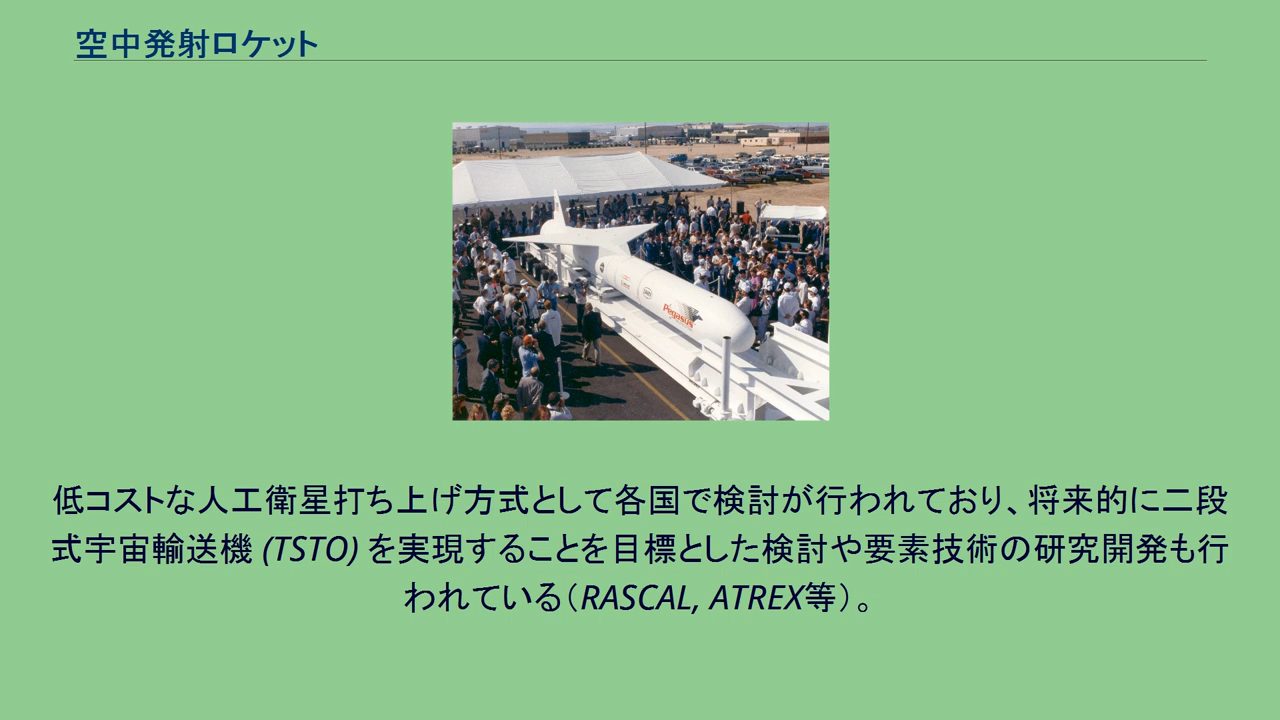 空中発射ロケット
Pegasus
低コストな人工衛星打ち上げ方式として各国で検討が行われており、将来的に二段
式宇宙輸送機 (TSTO) を実現することを目標とした検討や要素技術の研究開発も行
われている（RASCAL, ATREX等）。